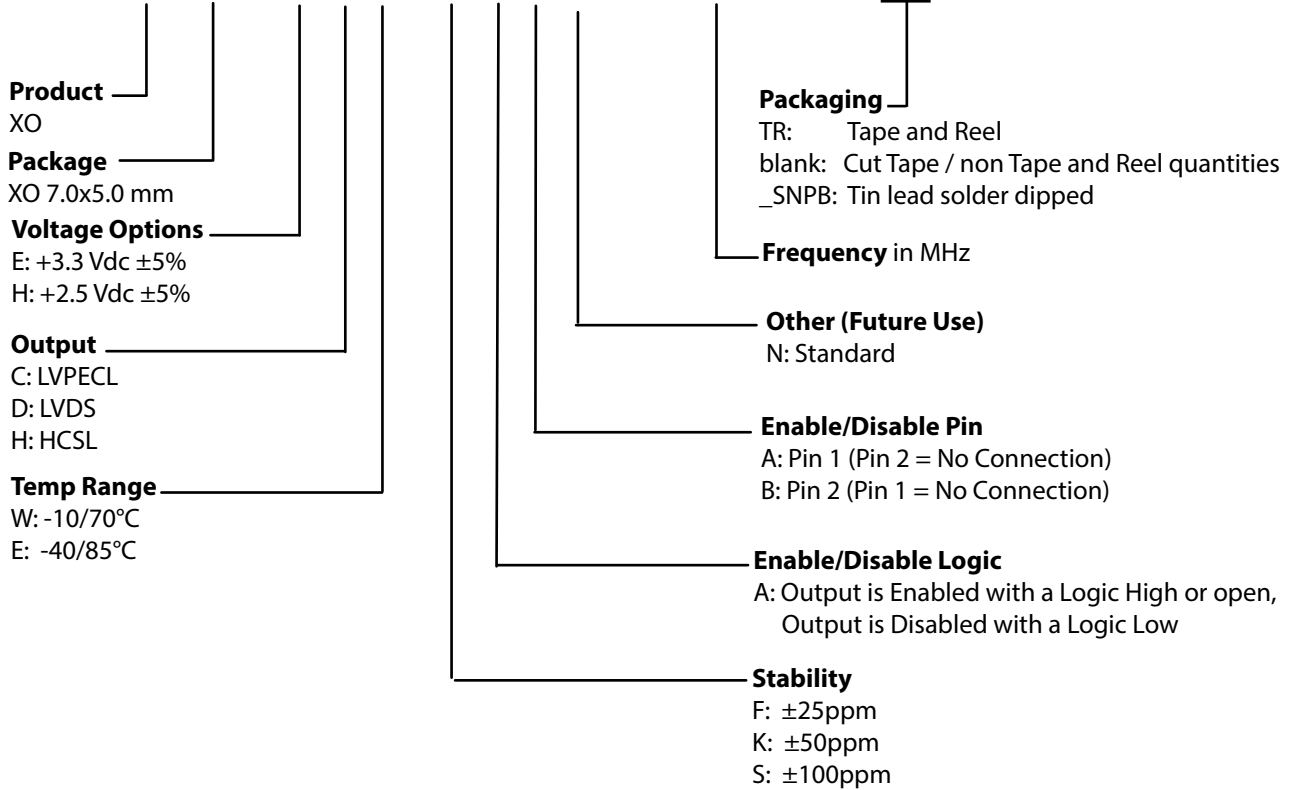 Product
XO
Package
XO 7.0x5.0 mm
Voltage Options
E: +3.3 Vdc ±5%
H: +2.5 Vdc ±5%
Output
C: LVPECL
D: LVDS
H: HCSL
Temp Range
W: -10/70°C
E: -40/85°C
Packaging
TR: Tape and Reel
blank: Cut Tape / non Tape and Reel quantities
_SNPB: Tin lead solder dipped
Frequency in MHz
Other (Future Use)
N: Standard
Enable/Disable Pin
A: Pin 1 (Pin 2 = No Connection)
B: Pin 2 (Pin 1 = No Connection)
Enable/Disable Logic
A: Output is Enabled with a Logic High or open,
Output is Disabled with a Logic Low
Stability
F: ±25ppm
K: ±50ppm
S: ±100ppm